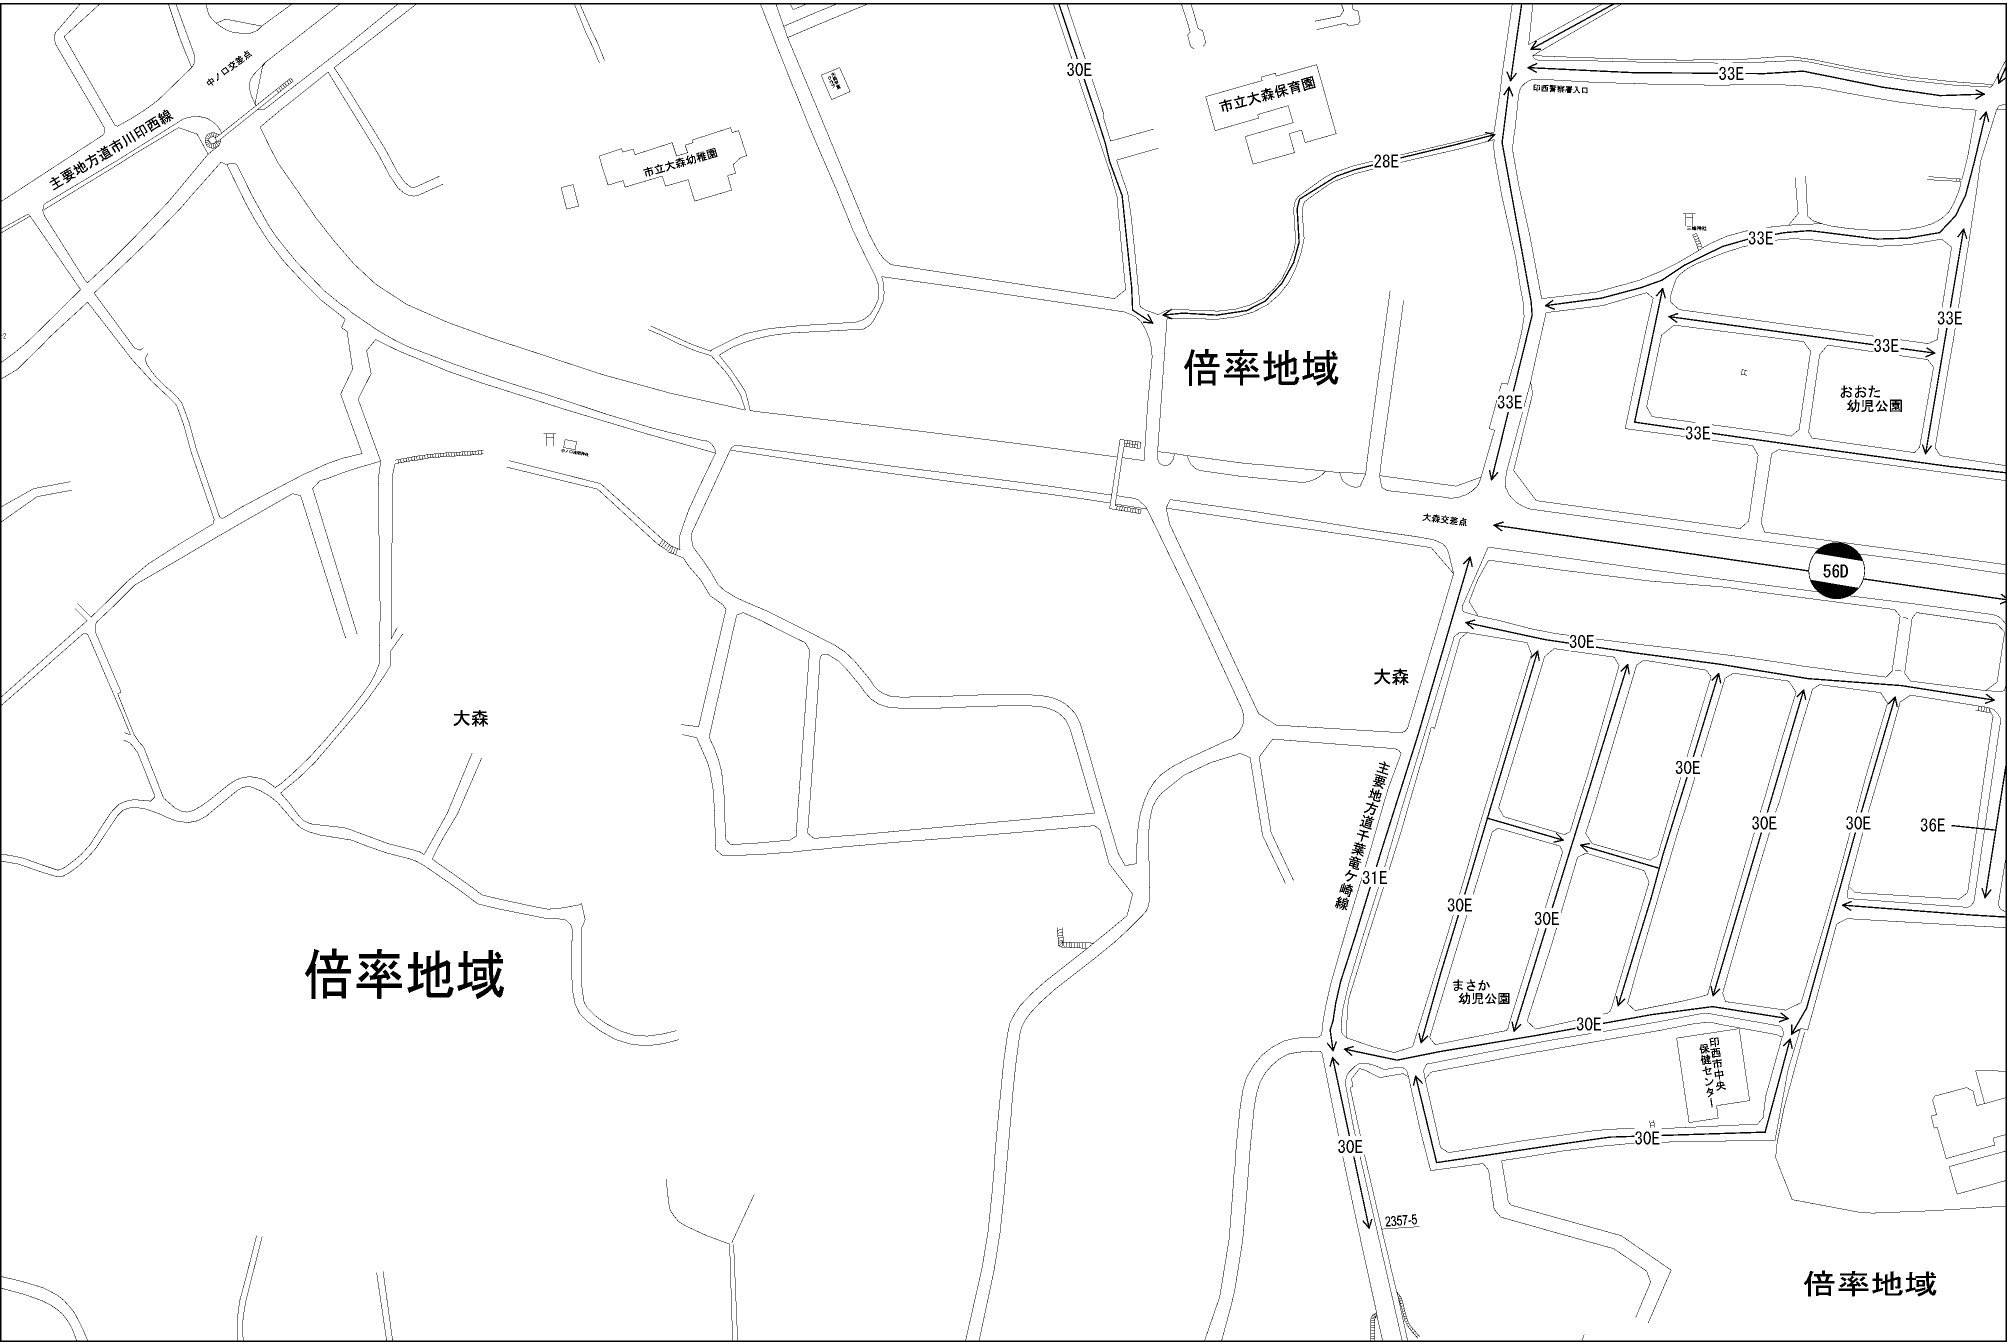 中ノ口交差点
主要地方道市川印西線
市立大森幼稚園
30E
市立大森保育園
28E
33E
印西警察署入口
33E
三峰神社
33E
33E
おおた
幼児公園
33E
33E
倍率地域
大森交差点
56D
大森
大森
30E
30E
30E
30E
36E
主要地方道千葉竜ケ崎線
31E
30E
30E
まさか
幼児公園
30E
印西市中央
保健センター
30E
30E
2357-5
倍率地域
倍率地域